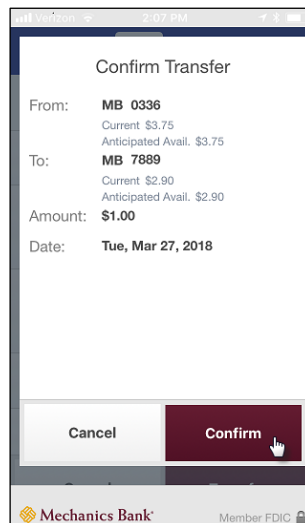 Verizon 2:07 PM
Confirm Transfer
From: MB 0336
Current $3.75
Anticipated Avail. $3.75
To: MB 7889
Current $2.90
Anticipated Avail. $2.90
Amount: $1.00
Date: Tue, Mar 27, 2018
Cancel Confirm
Mechanics Bank® Member FDIC